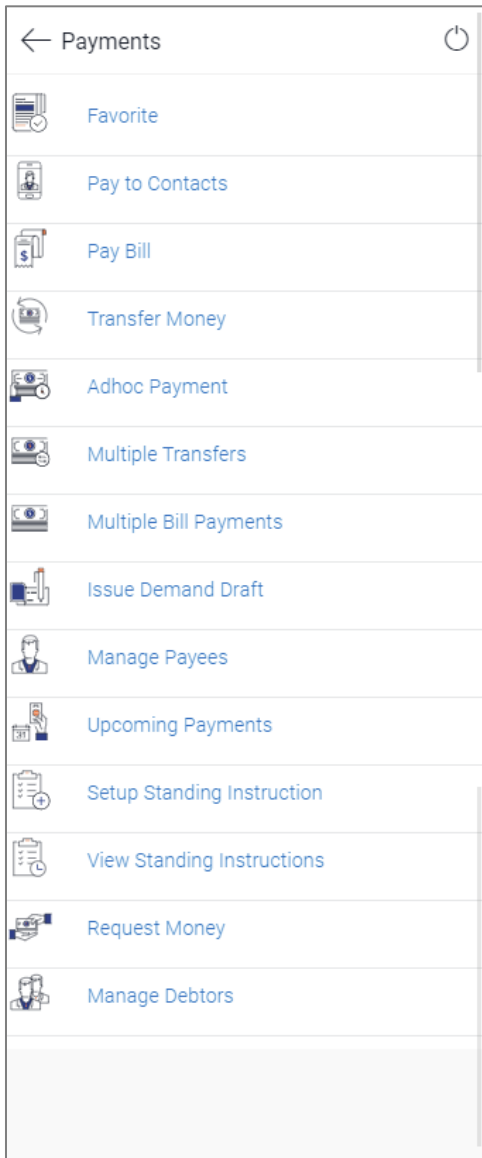 Payments
Favorite
Pay to Contacts
$
Pay Bill
Transfer Money
Adhoc Payment
Multiple Transfers
Multiple Bill Payments
Issue Demand Draft
Manage Payees
31
Upcoming Payments
Setup Standing Instruction
View Standing Instructions
Request Money
Manage Debtors